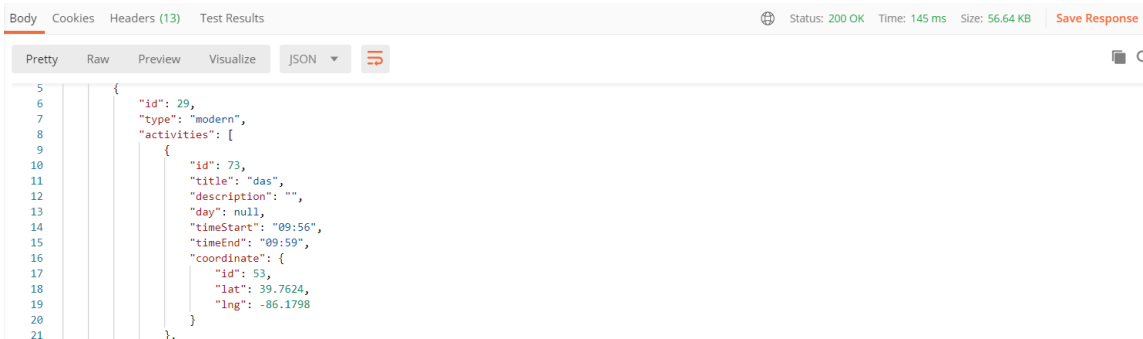 Body Cookies Headers (13) Test Results Status: 200 OK Time: 145 ms Size: 56.64 KB Save Response
Pretty Raw Preview Visualize JSON
5 {
6 "id": 29,
7 "type": "modern",
8 "activities": [
9 {
10 "id": 73,
11 "title": "das",
12 "description": "",
13 "day": null,
14 "timeStart": "09:56",
15 "timeEnd": "09:59",
16 "coordinate": {
17 "id": 53,
18 "lat": 39.7624,
19 "lng": -86.1798
20 }
21 },